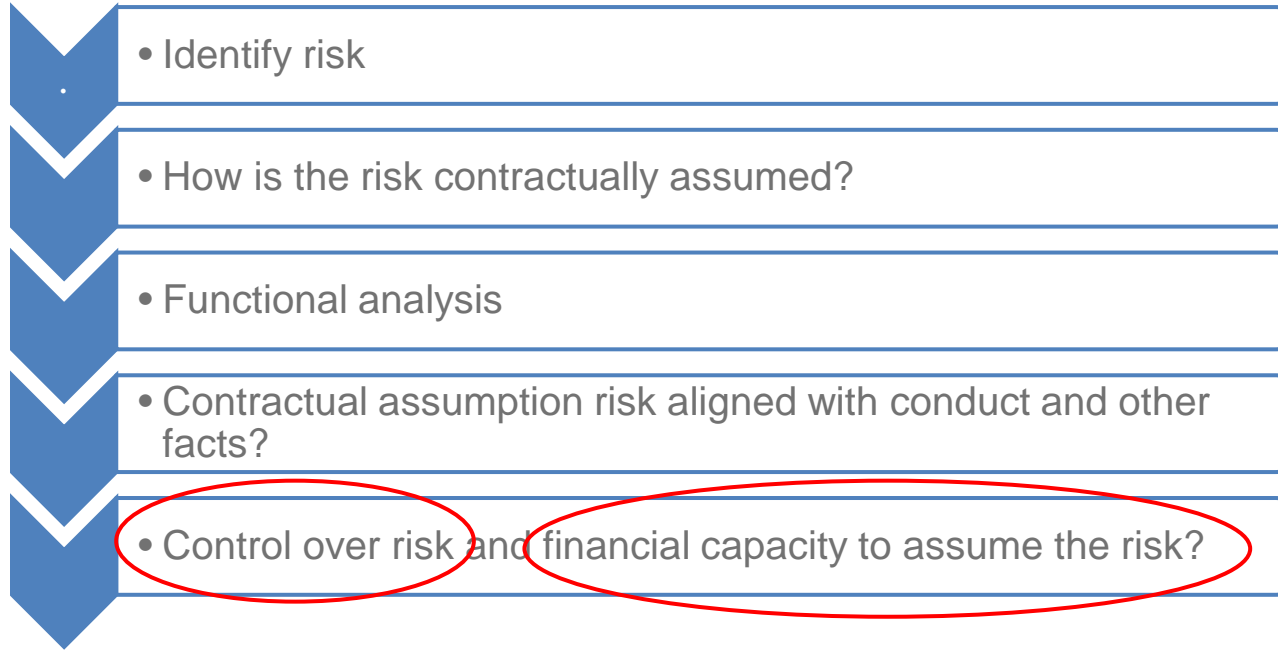 • Identify risk
• How is the risk contractually assumed?
• Functional analysis
• Contractual assumption risk aligned with conduct and other
facts?
• Control over risk and financial capacity to assume the risk?